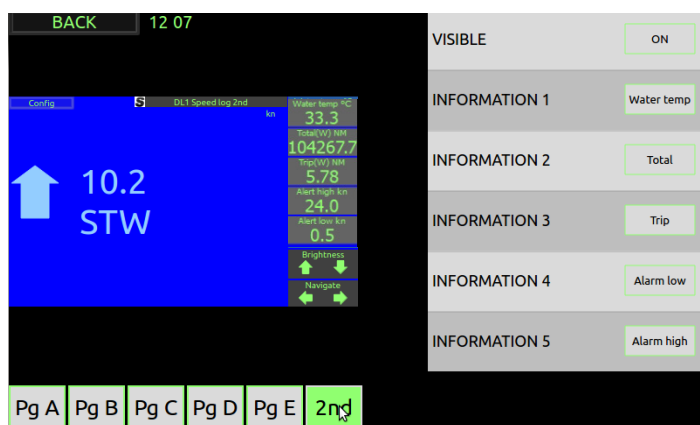 BACK 12 07
Config S DL1 Speed log 2nd
kn
10.2
STW
Water temp ºC
33.3
Total(W) NM
104267.7
Trip(W) NM
5.78
Alert high kn
24.0
Alert low kn
0.5
Brightness
Navigate
VISIBLE ON
INFORMATION 1 Water temp
INFORMATION 2 Total
INFORMATION 3 Trip
INFORMATION 4 Alarm low
INFORMATION 5 Alarm high
Pg A Pg B Pg C Pg D Pg E 2nd